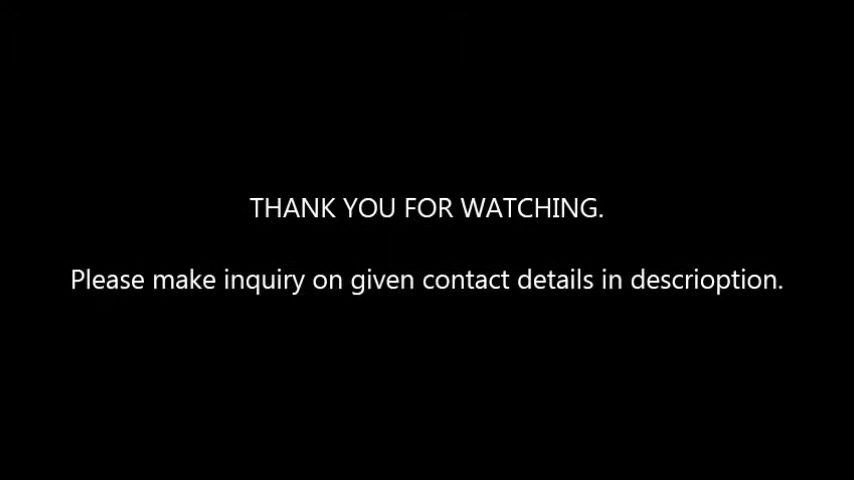 THANK YOU FOR WATCHING.
Please make inquiry on given contact details in descrioption.